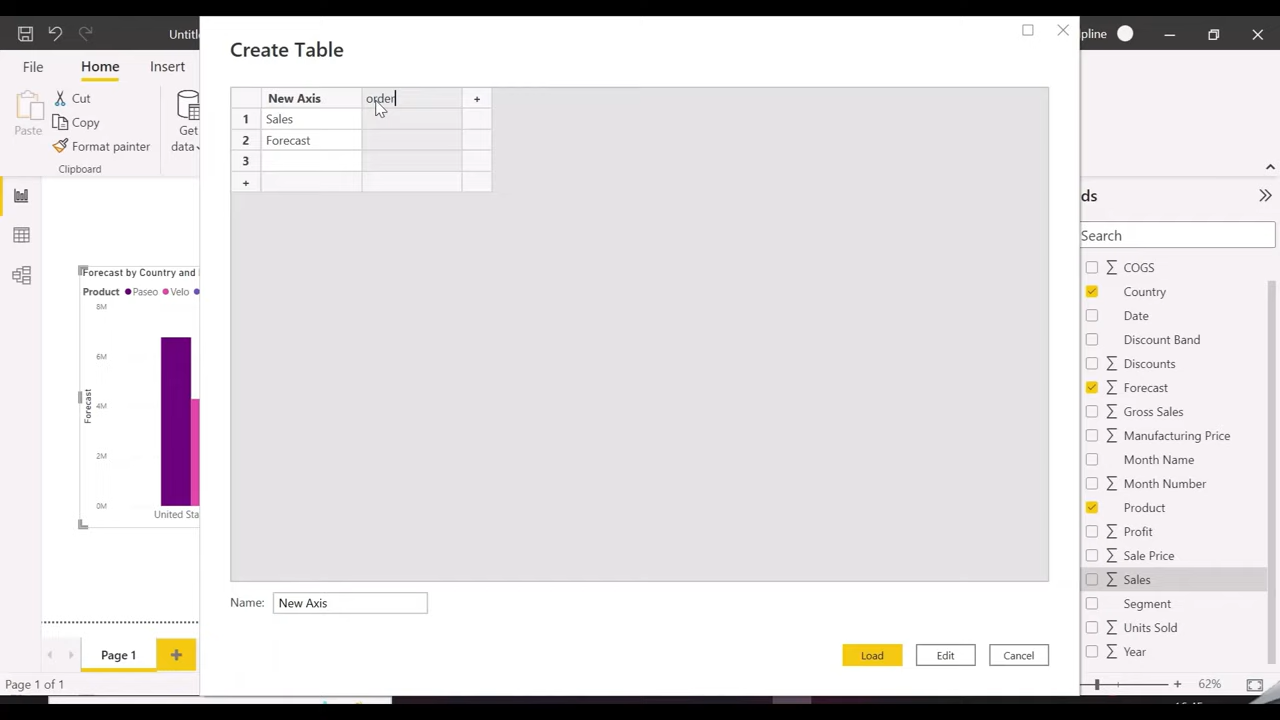 Untitl
pline
Create Table
File
Home
Insert
Paste
Cut
Copy
Format painter
Clipboard
Get
data
New Axis
order
+
1
Sales
2
Forecast
3
+
ds
Search
COGS
Country
Date
Discount Band
Discounts
Forecast
Gross Sales
Manufacturing Price
Month Name
Month Number
Product
Profit
Sale Price
Sales
Segment
Units Sold
Year
Forecast by Country and
Product
Paseo
Velo
8M
6M
4M
2M
0M
Forecast
United Sta
Name:
New Axis
Load
Edit
Cancel
Page 1
+
Page 1 of 1
+
62%